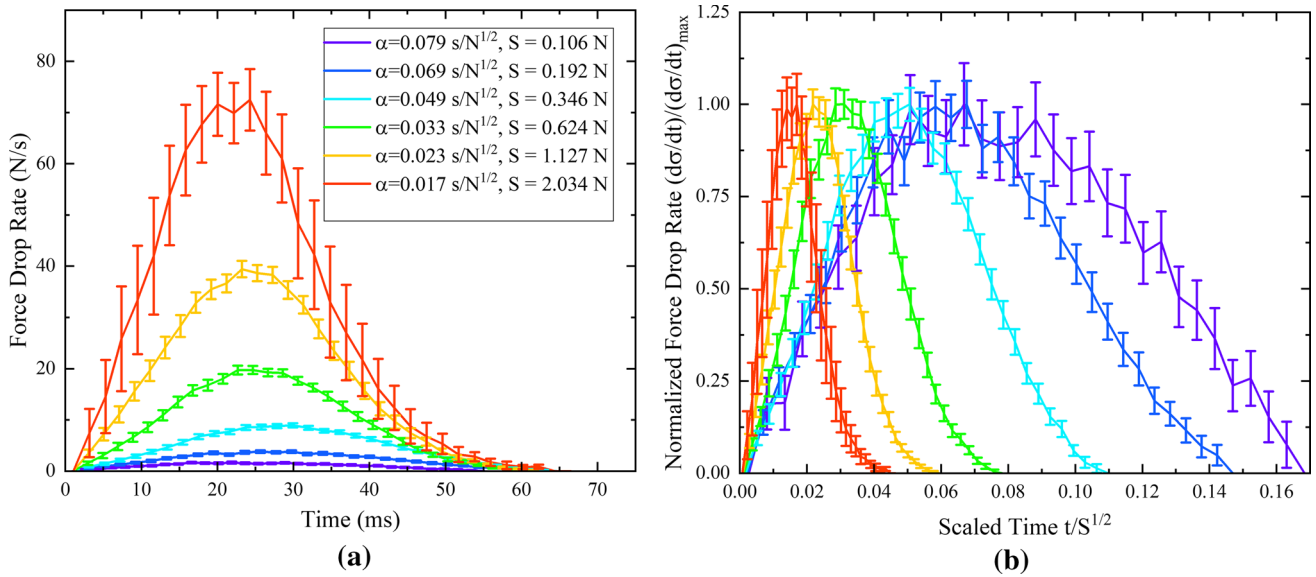 Force Drop Rate (N/s)
80
60
40
20
0
α=0.079 s/N^1/2, S = 0.106 N
α=0.069 s/N^1/2, S = 0.192 N
α=0.049 s/N^1/2, S = 0.346 N
α=0.033 s/N^1/2, S = 0.624 N
α=0.023 s/N^1/2, S = 1.127 N
α=0.017 s/N^1/2, S = 2.034 N
0 10 20 30 40 50 60 70
Time (ms)
(a)
Normalized Force Drop Rate (dσ/dt)/(dσ/dt)max
1.25
1.00
0.75
0.50
0.25
0.00
0.00 0.02 0.04 0.06 0.08 0.10 0.12 0.14 0.16
Scaled Time t/S^1/2
(b)